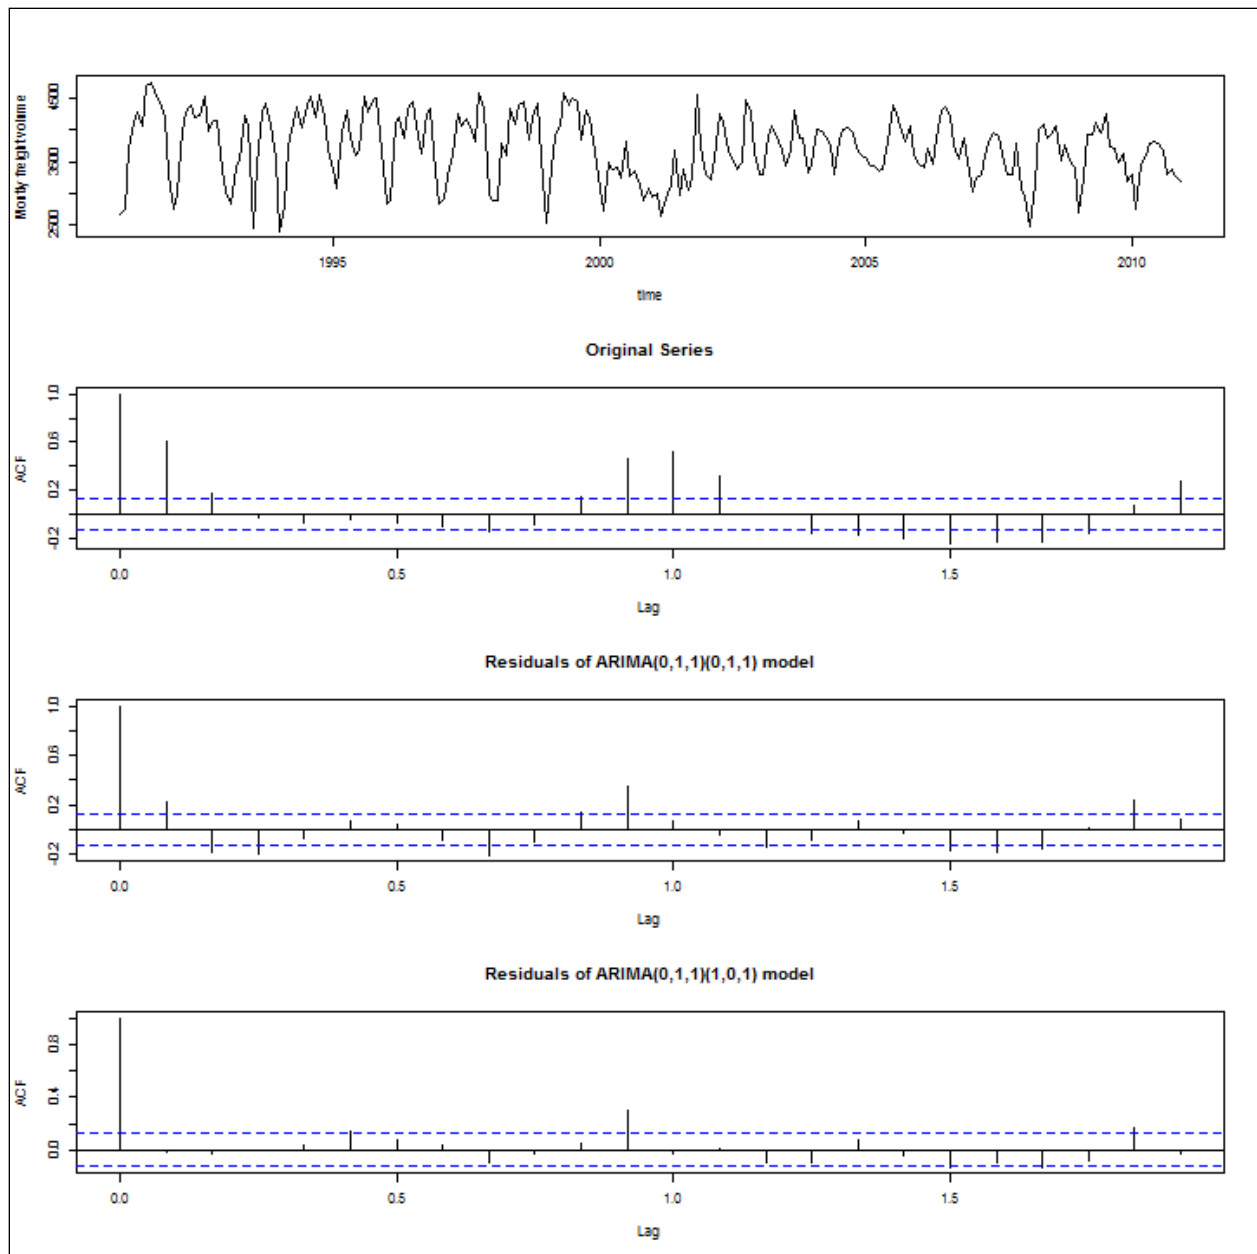 Montly freight volume
4500
3500
2500
1995
2000
2005
2010
time
Original Series
ACF
1.0
0.6
0.2
-0.2
0.0
0.5
1.0
1.5
Lag
Residuals of ARIMA(0,1,1)(0,1,1) model
ACF
1.0
0.6
0.2
-0.2
0.0
0.5
1.0
1.5
Lag
Residuals of ARIMA(0,1,1)(1,0,1) model
ACF
0.8
0.4
0.0
0.0
0.5
1.0
1.5
Lag